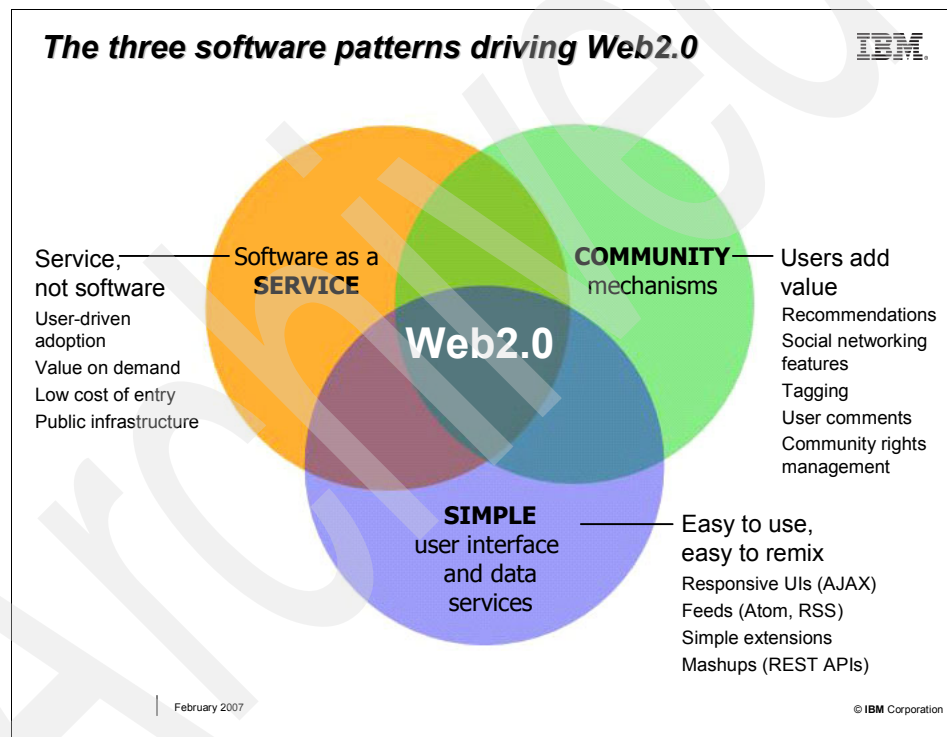 The three software patterns driving Web2.0
IBM.
Service,
not software
User-driven
adoption
Value on demand
Low cost of entry
Public infrastructure
Software as a
SERVICE
COMMUNITY
mechanisms
Users add
value
Recommendations
Social networking
features
Tagging
User comments
Community rights
management
Web2.0
SIMPLE
user interface
and data
services
Easy to use,
easy to remix
Responsive UIs (AJAX)
Feeds (Atom, RSS)
Simple extensions
Mashups (REST APIs)
February 2007
© IBM Corporation
Archived